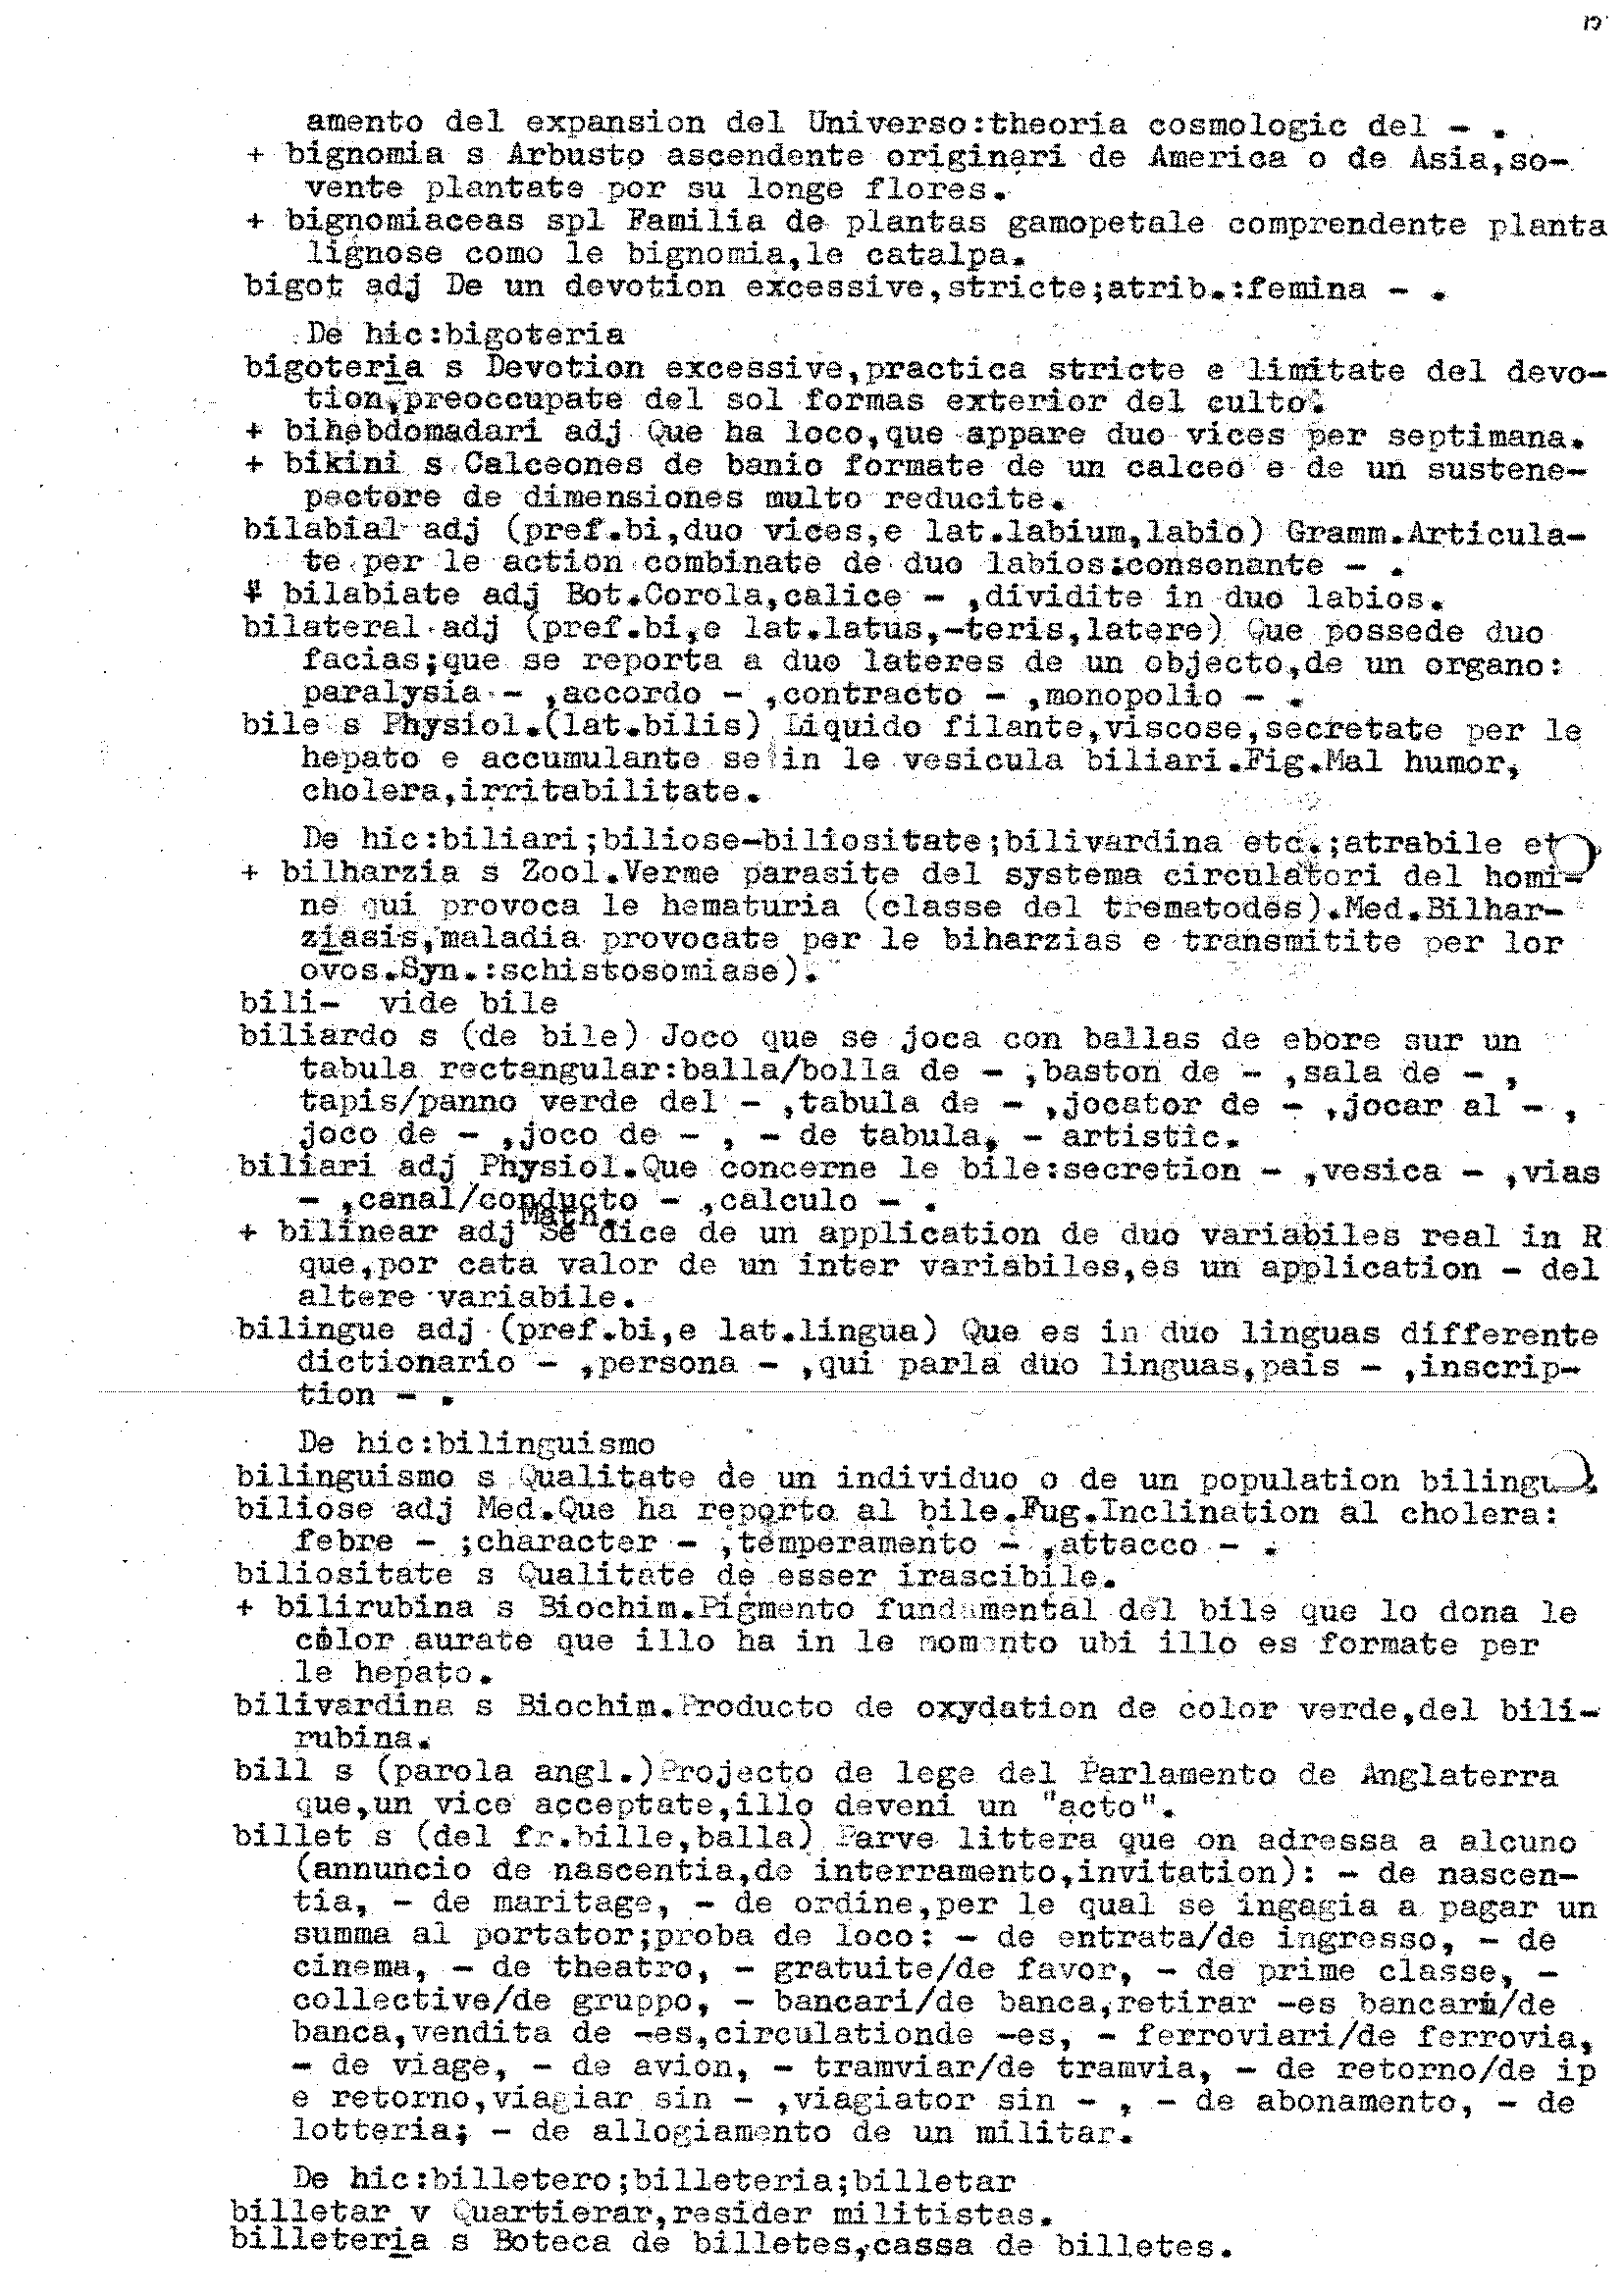 amento del expansion del Universo:theoria cosmologic del - .
+ bignomia s Arbusto ascendente originari de America o de Asia,so-
vente plantate por su longe flores.
+ bignomiaceas spl Familia de plantas gamopetale comprendente planta
lignose como le bignomia,le catalpa.
bigot adj De un devotion excessive,stricte;atrib.:femina - .
De hic:bigoteria
bigoteria s Devotion excessive,practica stricte e limitate del devo-
tion,preoccupate del sol formas exterior del culto.
+ bihebdomadari adj Que ha loco,que appare duo vices per septimana.
+ bikini s Calceones de banio formate de un calceo e de un sustene-
pectore de dimensiones multo reducite.
bilabial adj (pref.bi,duo vices,e lat.labium,labio) Gramm.Articula-
te per le action combinate de duo labios:consonante - .
+ bilabiate adj Bot.Corola,calice - ,dividite in duo labios.
bilateral adj (pref.bi,e lat.latus,-teris,latere) Que possede duo
facias;que se reporta a duo lateres de un objecto,de un organo:
paralysia - ,accordo - ,contracto - ,monopolio - .
bile s Physiol.(lat.bilis) Liquido filante,viscose,secretate per le
hepato e accumulante se in le vesicula biliari.Fig.Mal humor,
cholera,irritabilitate.
De hic:biliari;biliose-biliositate;bilivardina etc.;atrabile et
+ bilharzia s Zool.Verme parasite del systema circulatori del homi-
ne qui provoca le hematuria (classe del trematodes).Med.Bilhar-
ziasis,maladia provocate per le biharzias e transmitite per lor
ovos.Syn.:schistosomiase).
bili-  vide bile
biliardo s (de bile) Joco que se joca con ballas de ebore sur un
tabula rectangular:balla/bolla de - ,baston de - ,sala de - ,
tapis/panno verde del - ,tabula de - ,jocator de - ,jocar al - ,
joco de - ,joco de - , - de tabula, - artistic.
biliari adj Physiol.Que concerne le bile:secretion - ,vesica - ,vias
- ,canal/conducto - ,calculo - .
Math.
+ bilinear adj Se dice de un application de duo variabiles real in R
que,por cata valor de un inter variabiles,es un application - del
altere variabile.
bilingue adj (pref.bi,e lat.lingua) Que es in duo linguas differente
dictionario - ,persona - ,qui parla duo linguas,pais - ,inscrip-
tion - .
De hic:bilinguismo
bilinguismo s Qualitate de un individuo o de un population bilingu
biliose adj Med.Que ha reporto al bile.Fug.Inclination al cholera:
febre - ;character - ,temperamento - ,attacco - .
biliositate s Qualitate de esser irascibile.
+ bilirubina s Biochim.Pigmento fundamental del bile que lo dona le
color aurate que illo ha in le momento ubi illo es formate per
le hepato.
bilivardina s Biochim.Producto de oxydation de color verde,del bili-
rubina.
bill s (parola angl.)Projecto de lege del Parlamento de Anglaterra
que,un vice acceptate,illo deveni un "acto".
billet s (del fr.bille,balla) Parve littera que on adressa a alcuno
(annuncio de nascentia,de interramento,invitation): - de nascen-
tia, - de maritage, - de ordine,per le qual se ingagia a pagar un
summa al portator;proba de loco: - de entrata/de ingresso, - de
cinema, - de theatro, - gratuite/de favor, - de prime classe, -
collective/de gruppo, - bancari/de banca,retirar -es bancari/de
banca,vendita de -es,circulationde -es, - ferroviari/de ferrovia,
- de viage, - de avion, - tramviar/de tramvia, - de retorno/de ip
e retorno,viagiar sin - ,viagiator sin - , - de abonamento, - de
lotteria; - de allogiamento de un militar.
De hic:billetero;billeteria;billetar
billetar v Quartierar,resider militistas.
billeteria s Boteca de billetes,cassa de billetes.